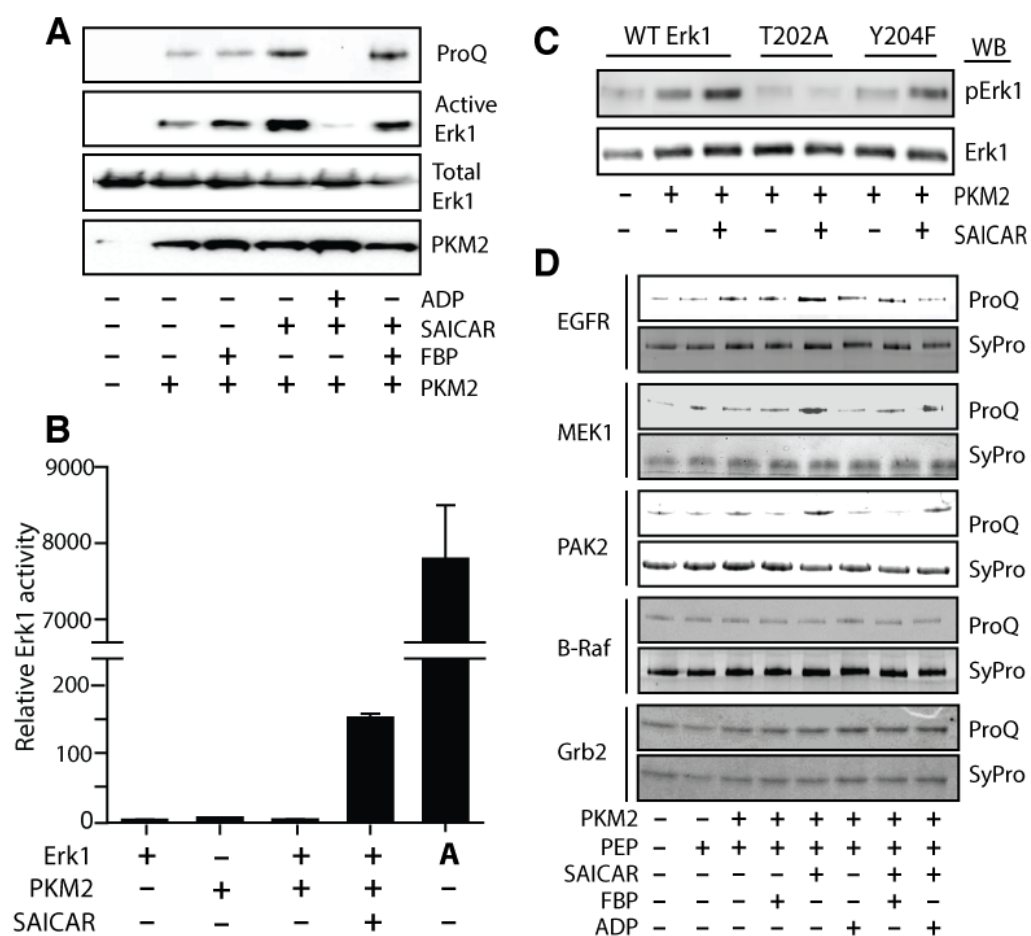 A
ProQ
Active
Erk1
Total
Erk1
PKM2
– – – – + – ADP
– – – + + + SAICAR
– – + – – + FBP
– + + + + + PKM2
B
Relative Erk1 activity
9000
8000
7000
200
100
0
Erk1 + – + + A
PKM2 – + + + –
SAICAR – – – + –
C
WT Erk1 T202A Y204F WB
pErk1
Erk1
– + + + + + + PKM2
– – + – + – + SAICAR
D
EGFR
ProQ
SyPro
MEK1
ProQ
SyPro
PAK2
ProQ
SyPro
B-Raf
ProQ
SyPro
Grb2
ProQ
SyPro
PKM2 – – + + + + + +
PEP – + + + + + + +
SAICAR – – – – + – + +
FBP – – – + – – + –
ADP – – – – – + – +